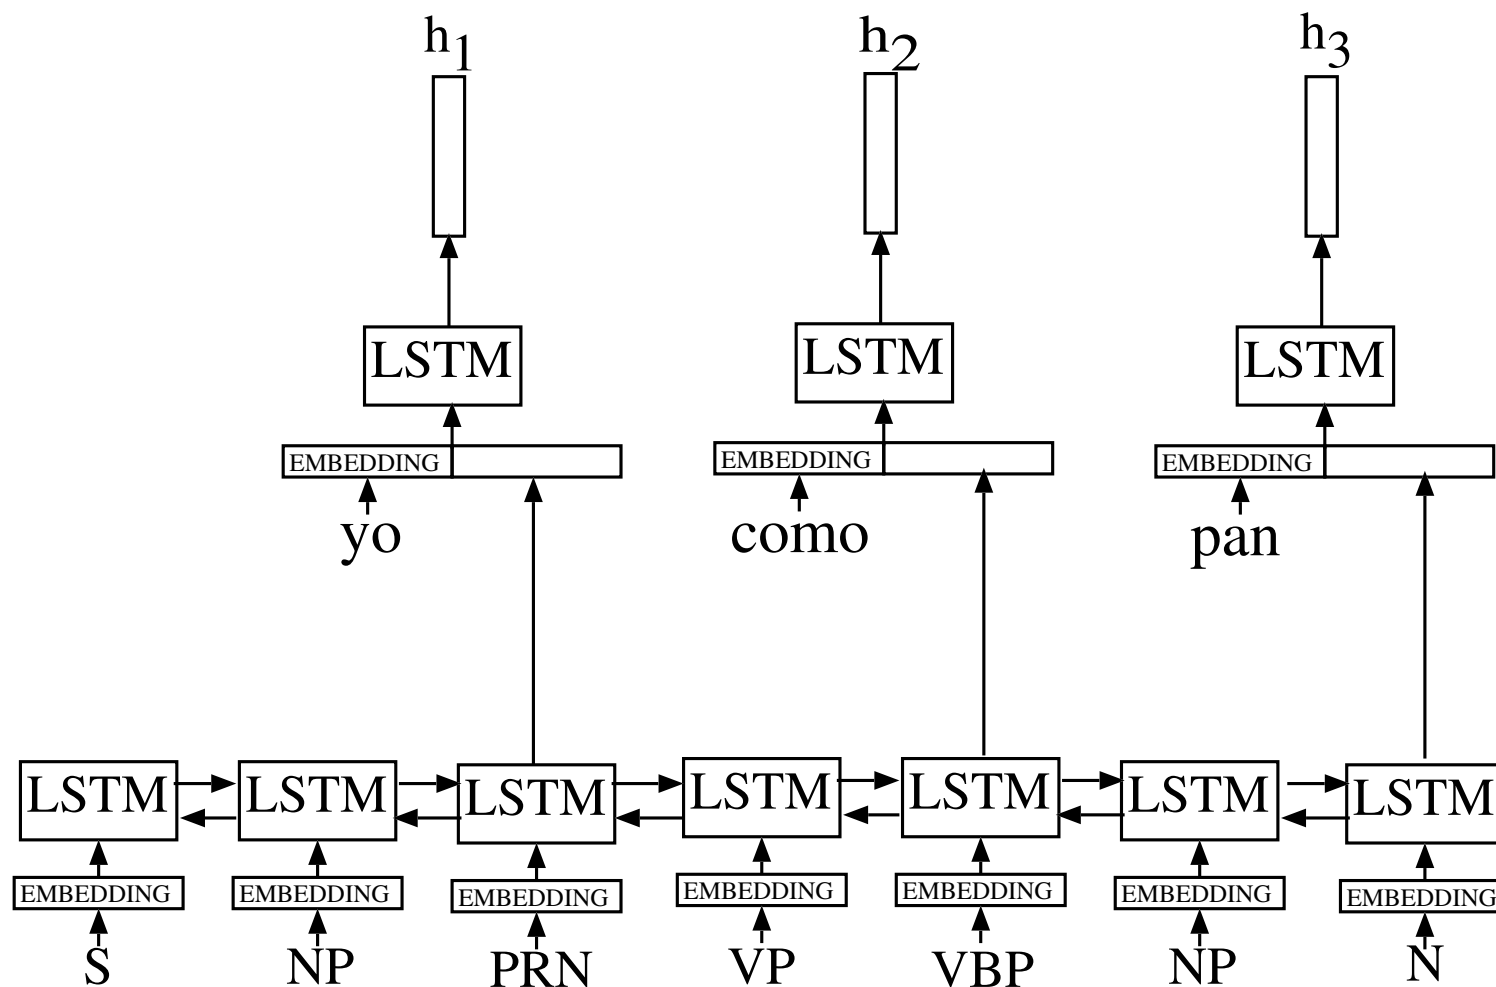 h1 h2 h3
LSTM LSTM LSTM
EMBEDDING EMBEDDING EMBEDDING
yo como pan
LSTM LSTM LSTM LSTM LSTM LSTM LSTM
EMBEDDING EMBEDDING EMBEDDING EMBEDDING EMBEDDING EMBEDDING EMBEDDING
S NP PRN VP VBP NP N